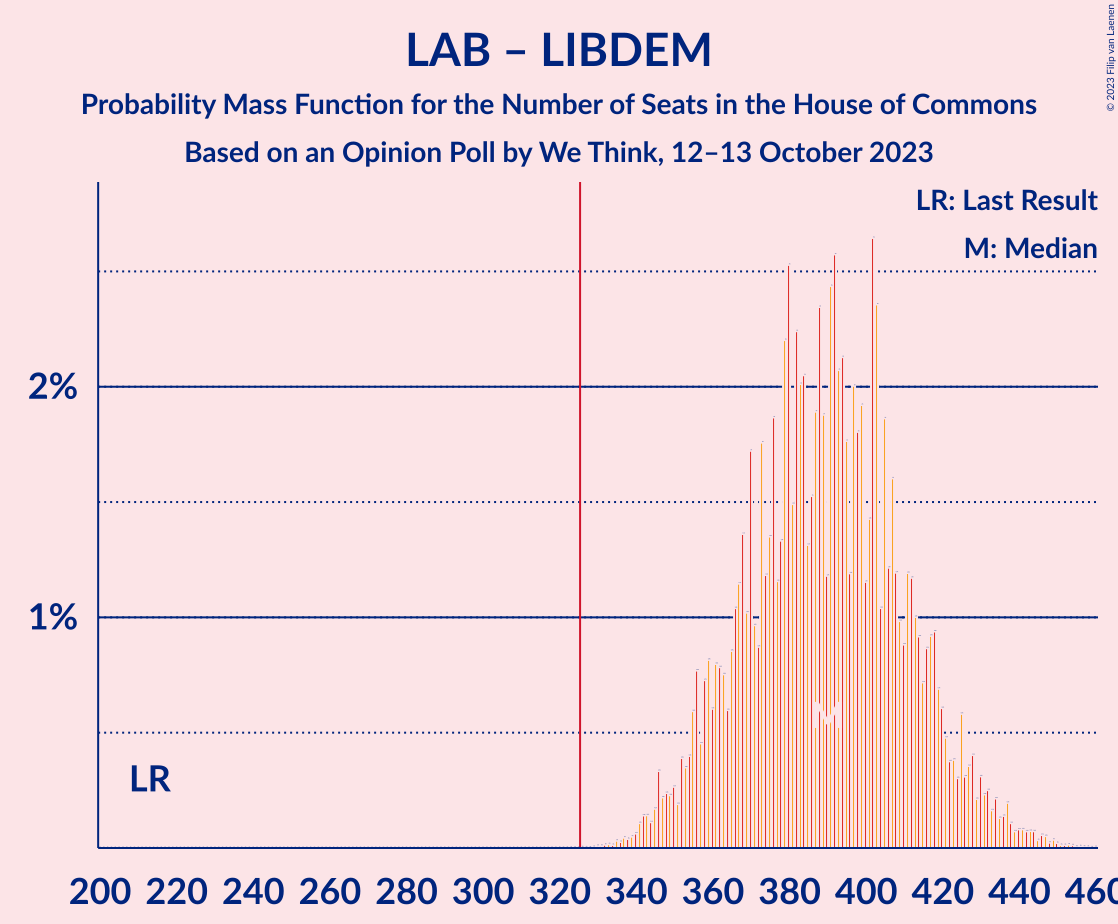 LAB – LIBDEM
Probability Mass Function for the Number of Seats in the House of Commons
Based on an Opinion Poll by We Think, 12–13 October 2023
© 2023 Filip van Laenen
LR: Last Result
M: Median
2%
1%
LR
M
200 220 240 260 280 300 320 340 360 380 400 420 440 460